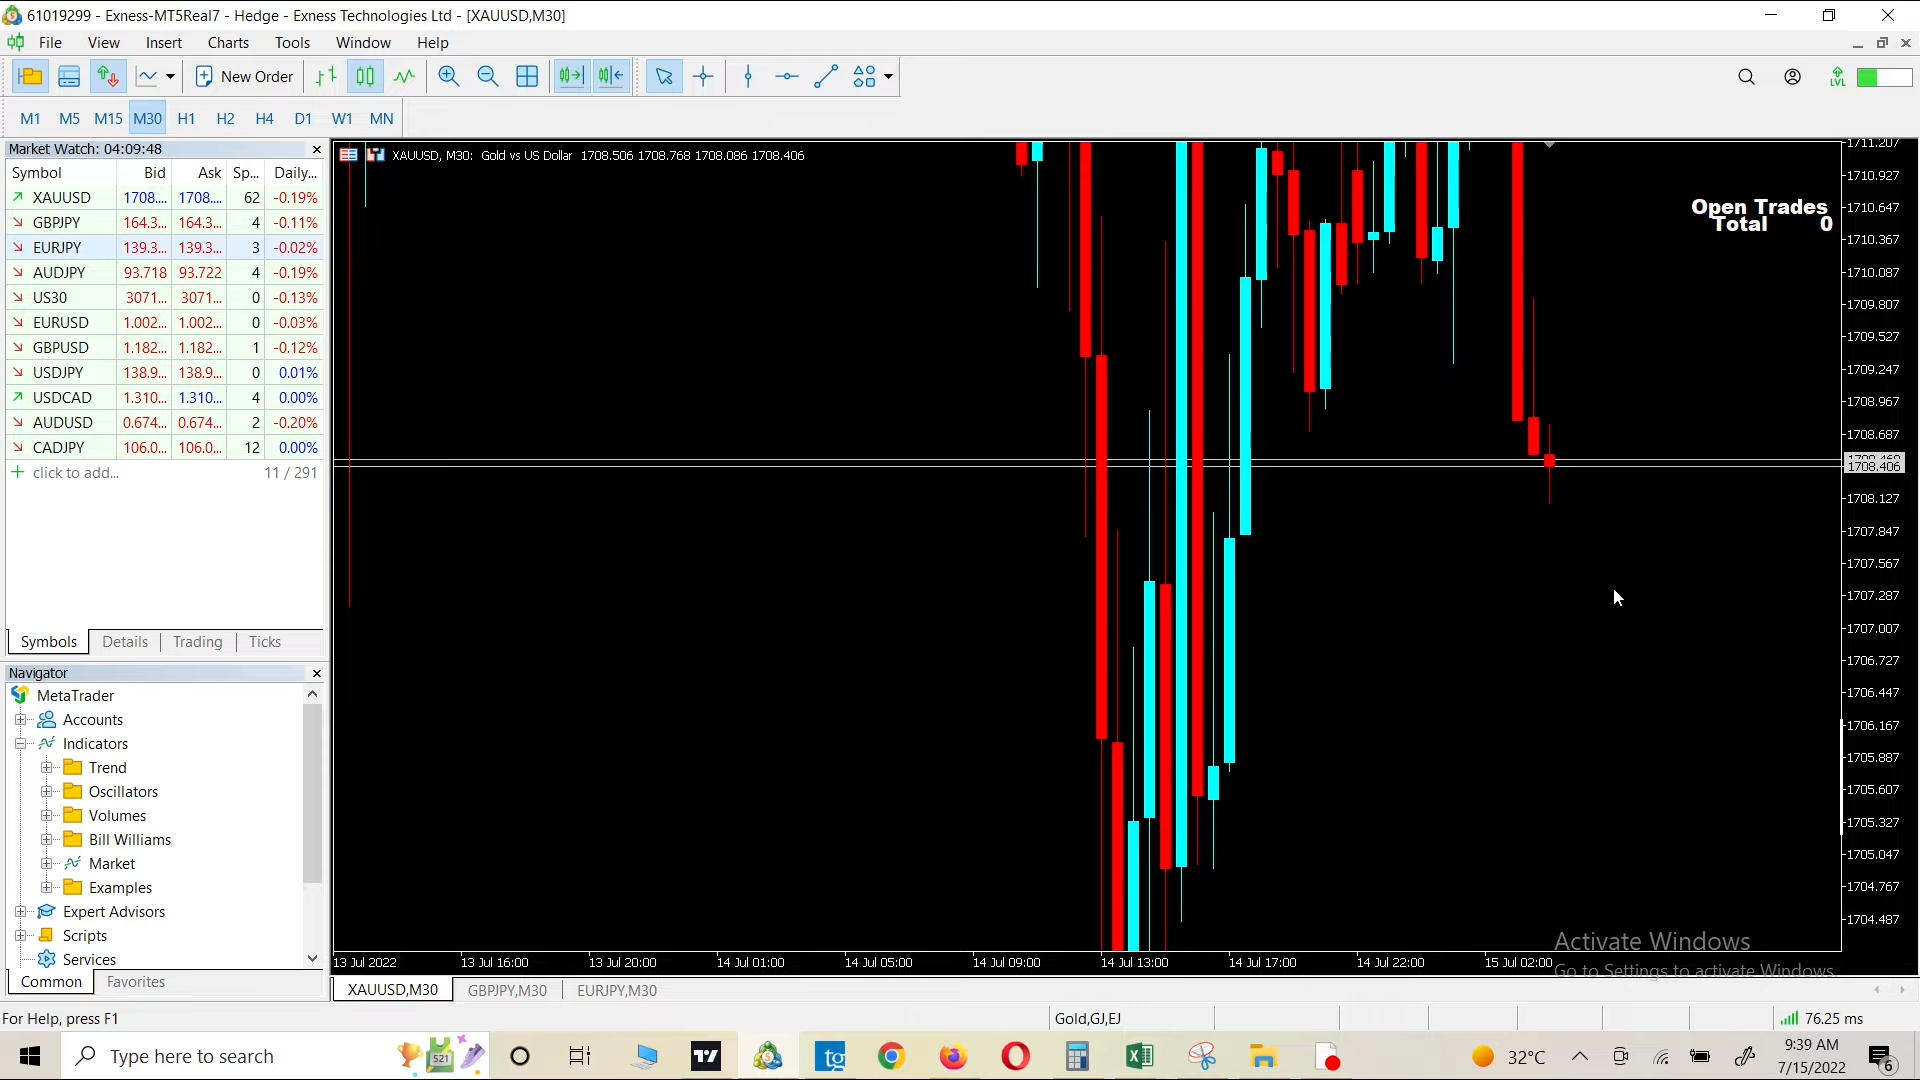 61019299 - Exness-MT5Real7 - Hedge - Exness Technologies Ltd - [XAUUSD,M30]
File View Insert Charts Tools Window Help
New Order
M1 M5 M15 M30 H1 H2 H4 D1 W1 MN
Market Watch: 04:09:48
Symbol Bid Ask Sp... Daily...
XAUUSD 1708.... 1708.... 62 -0.19%
GBPJPY 164.3... 164.3... 4 -0.11%
EURJPY 139.3... 139.3... 3 -0.02%
AUDJPY 93.718 93.722 4 -0.19%
US30 3071... 3071... 0 -0.13%
EURUSD 1.002... 1.002... 0 -0.03%
GBPUSD 1.182... 1.182... 1 -0.12%
USDJPY 138.9... 138.9... 0 0.01%
USDCAD 1.310... 1.310... 4 0.00%
AUDUSD 0.674... 0.674... 2 -0.20%
CADJPY 106.0... 106.0... 12 0.00%
click to add... 11 / 291
Symbols Details Trading Ticks
Navigator
MetaTrader
Accounts
Indicators
Trend
Oscillators
Volumes
Bill Williams
Market
Examples
Expert Advisors
Scripts
Services
Common Favorites
XAUUSD, M30: Gold vs US Dollar 1708.506 1708.768 1708.086 1708.406
Open Trades
Total 0
1711.207
1710.927
1710.647
1710.367
1710.087
1709.807
1709.527
1709.247
1708.967
1708.687
1708.406
1708.127
1707.847
1707.567
1707.287
1707.007
1706.727
1706.447
1706.167
1705.887
1705.607
1705.327
1705.047
1704.767
1704.487
Activate Windows
Go to Settings to activate Windows.
13 Jul 2022 13 Jul 16:00 13 Jul 20:00 14 Jul 01:00 14 Jul 05:00 14 Jul 09:00 14 Jul 13:00 14 Jul 17:00 14 Jul 22:00 15 Jul 02:00
XAUUSD,M30 GBPJPY,M30 EURJPY,M30
For Help, press F1 Gold,GJ,EJ 76.25 ms
Type here to search
521
tg
32°C
9:39 AM
7/15/2022
6